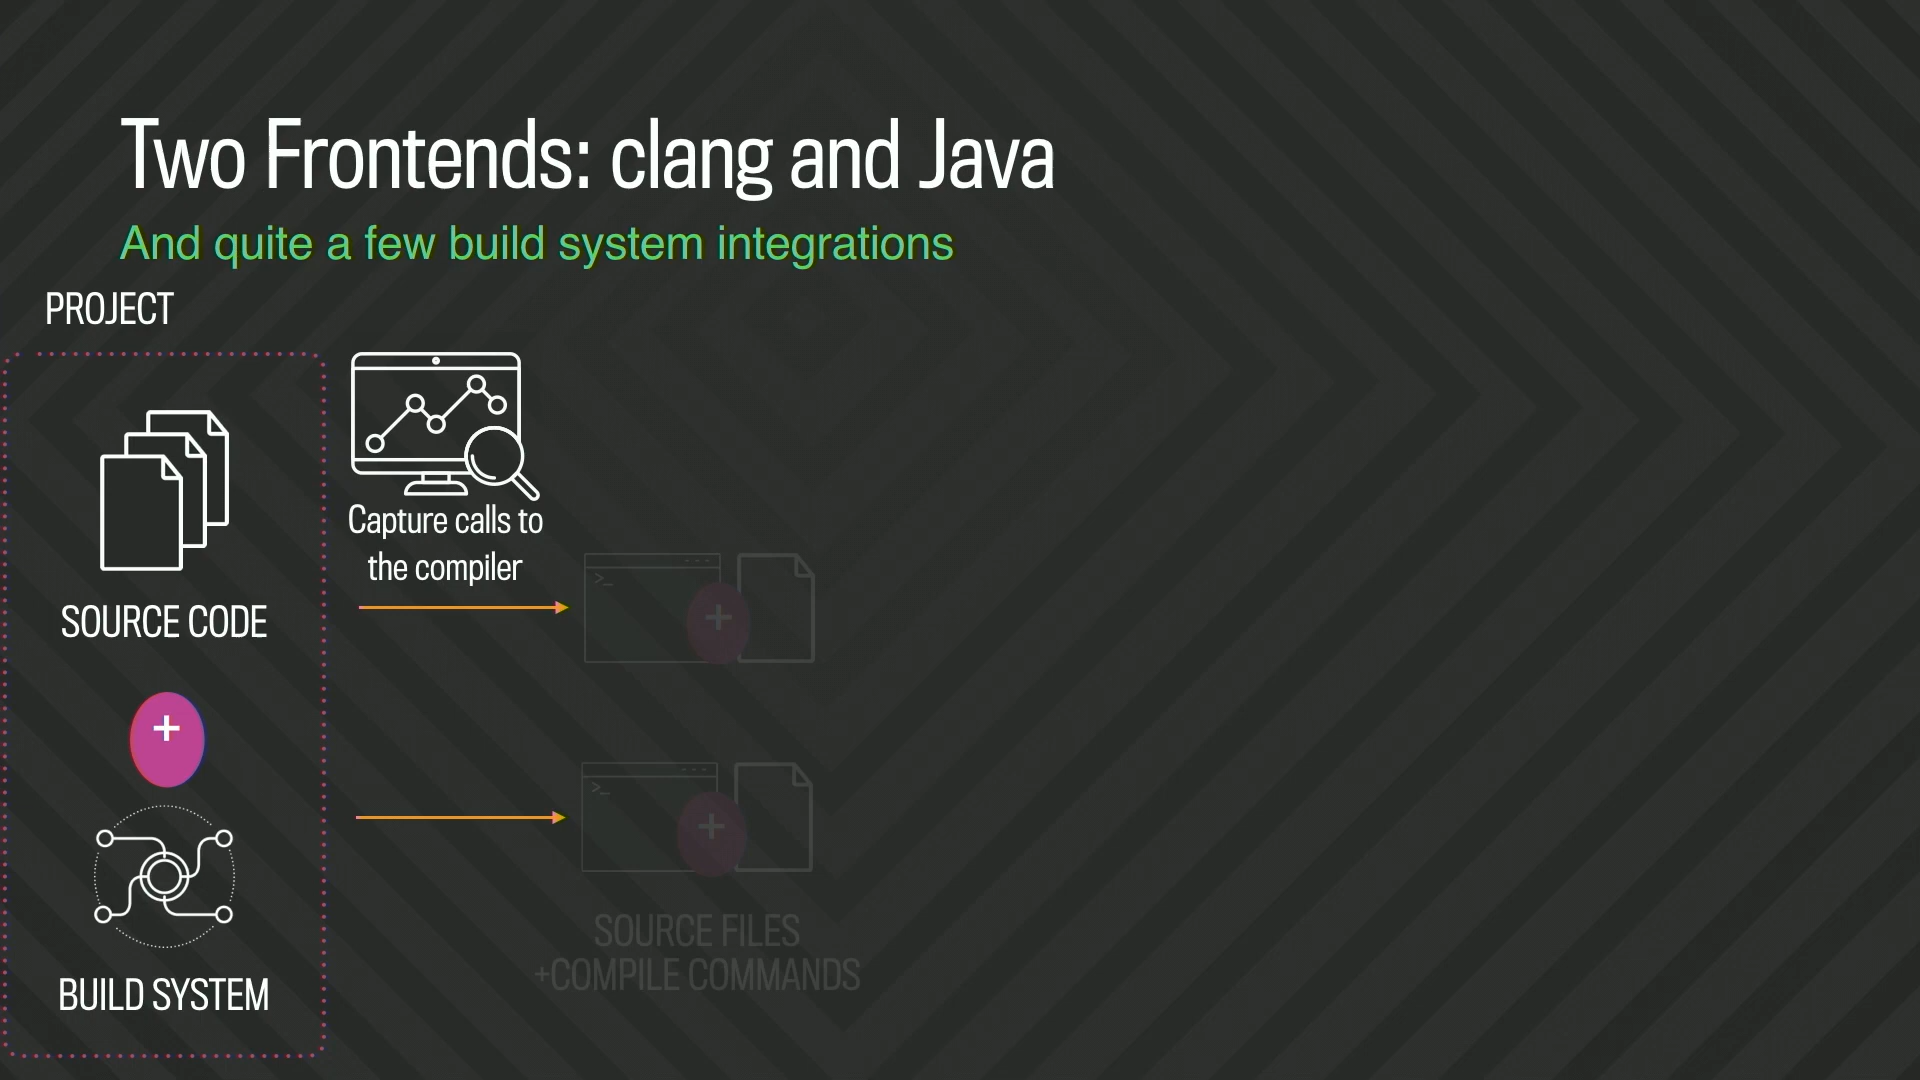 Two Frontends: clang and Java
And quite a few build system integrations
PROJECT
Capture calls to
the compiler
>_
+
SOURCE CODE
+
>_
+
SOURCE FILES
+COMPILE COMMANDS
BUILD SYSTEM